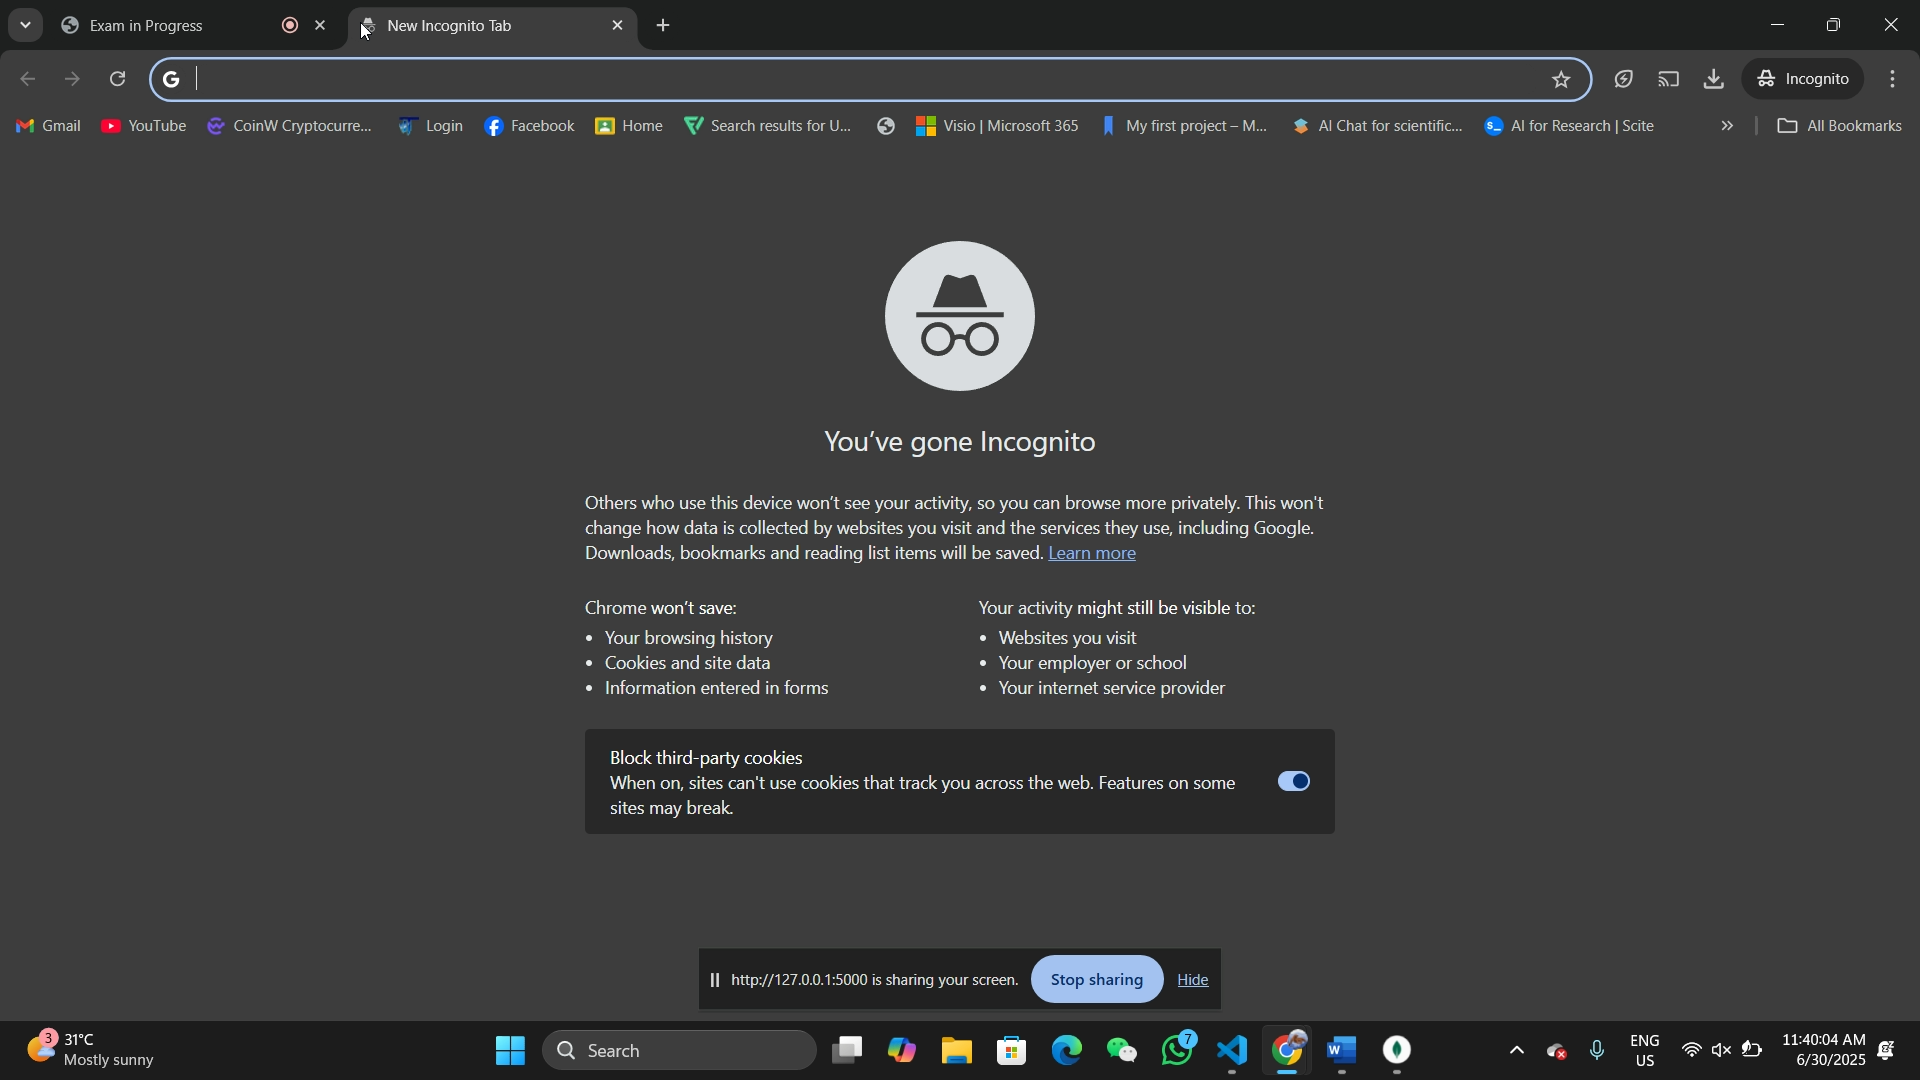 Exam in Progress
New Incognito Tab
G
Incognito
Gmail
YouTube
CoinW Cryptocurre...
Login
Facebook
Home
Search results for U...
Visio | Microsoft 365
My first project – M...
AI Chat for scientific...
AI for Research | Scite
All Bookmarks
You've gone Incognito
Others who use this device won't see your activity, so you can browse more privately. This won't
change how data is collected by websites you visit and the services they use, including Google.
Downloads, bookmarks and reading list items will be saved. Learn more
Chrome won't save:
Your browsing history
Cookies and site data
Information entered in forms
Your activity might still be visible to:
Websites you visit
Your employer or school
Your internet service provider
Block third-party cookies
When on, sites can't use cookies that track you across the web. Features on some
sites may break.
http://127.0.0.1:5000 is sharing your screen.
Stop sharing
Hide
3
31°C
Mostly sunny
Search
7
ENG
US
11:40:04 AM
6/30/2025